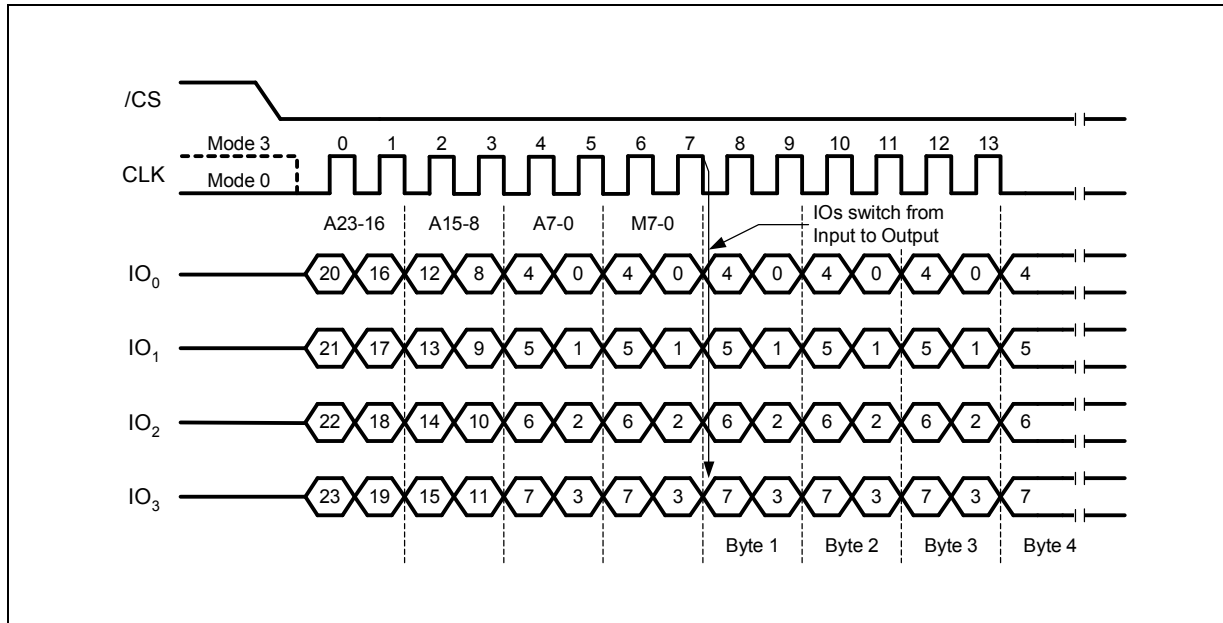 /CS
Mode 3
0 1 2 3 4 5 6 7 8 9 10 11 12 13
CLK
Mode 0
A23-16 A15-8 A7-0 M7-0
IOs switch from
Input to Output
IO0 20 16 12 8 4 0 4 0 4 0 4 0 4 0 4
IO1 21 17 13 9 5 1 5 1 5 1 5 1 5 1 5
IO2 22 18 14 10 6 2 6 2 6 2 6 2 6 2 6
IO3 23 19 15 11 7 3 7 3 7 3 7 3 7 3 7
Byte 1 Byte 2 Byte 3 Byte 4